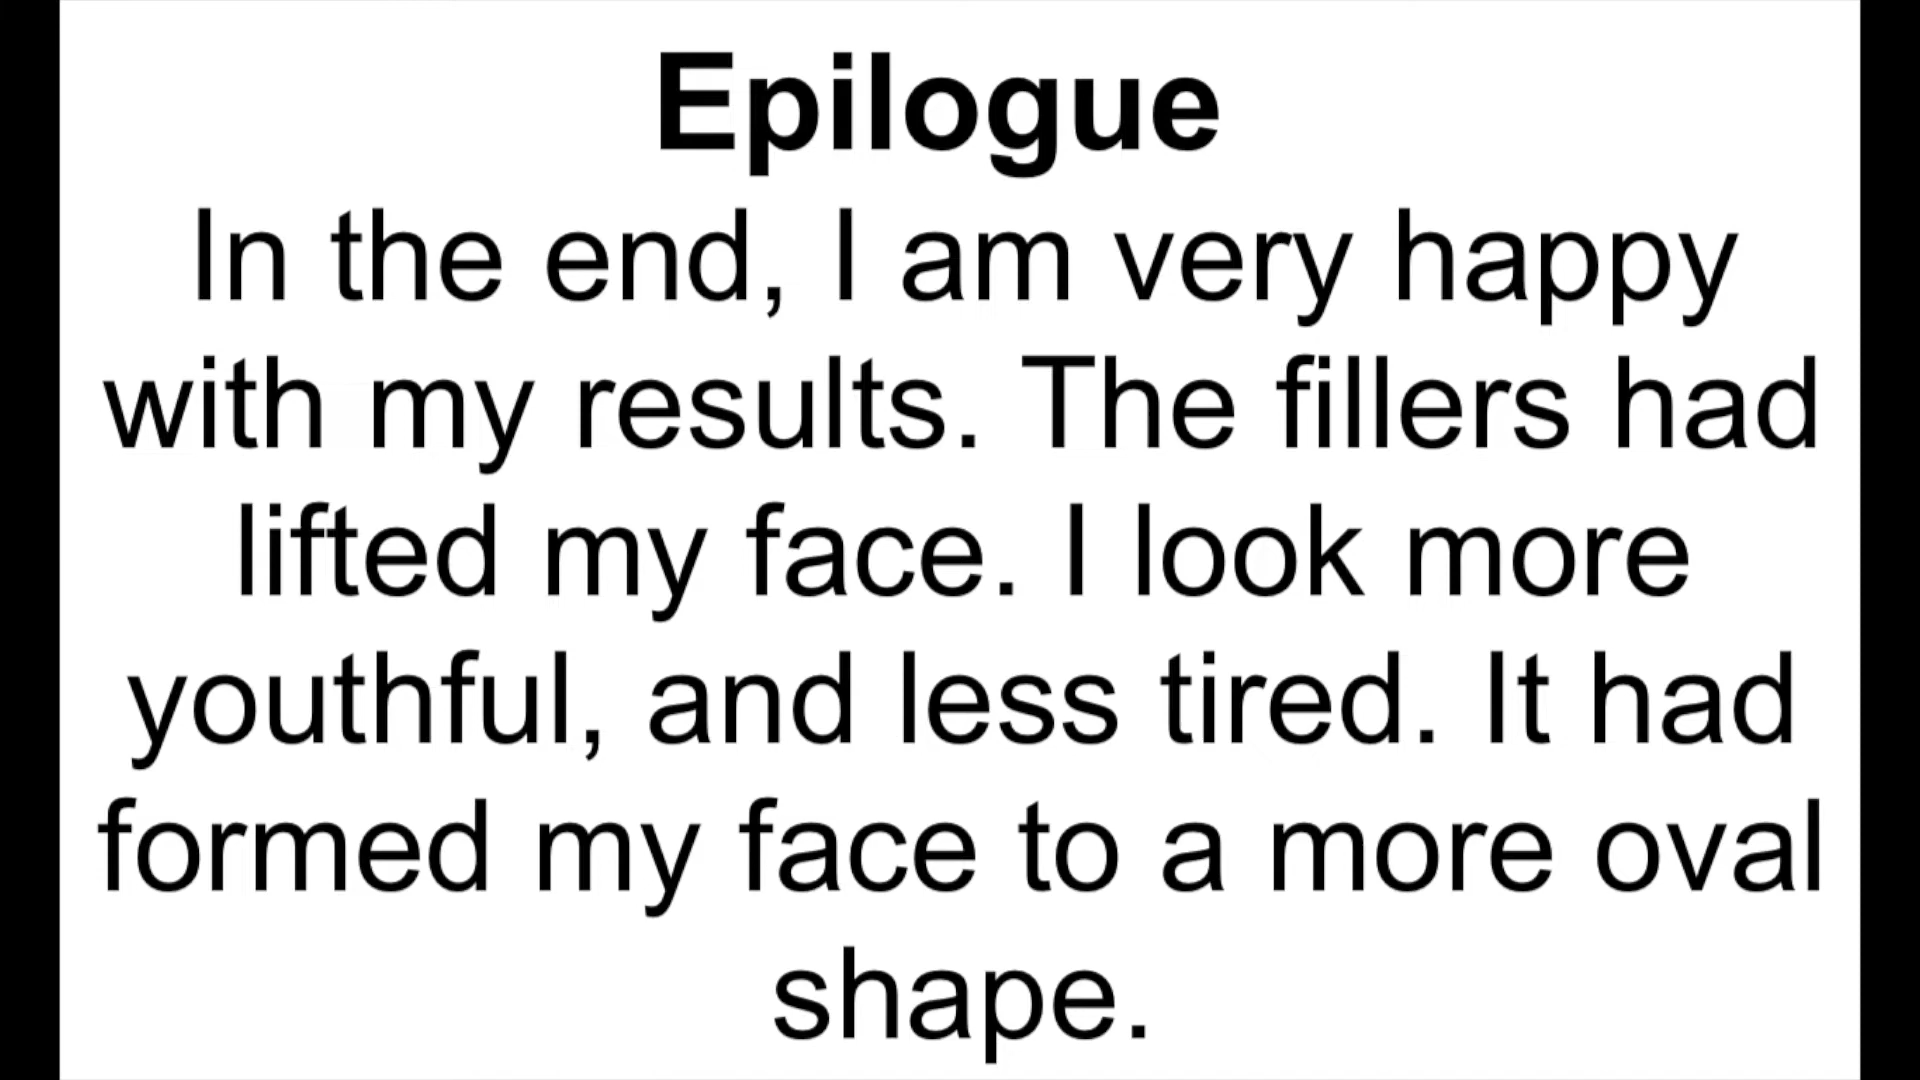 Epilogue
In the end, I am very happy
with my results. The fillers had
lifted my face. I look more
youthful, and less tired. It had
formed my face to a more oval
shape.